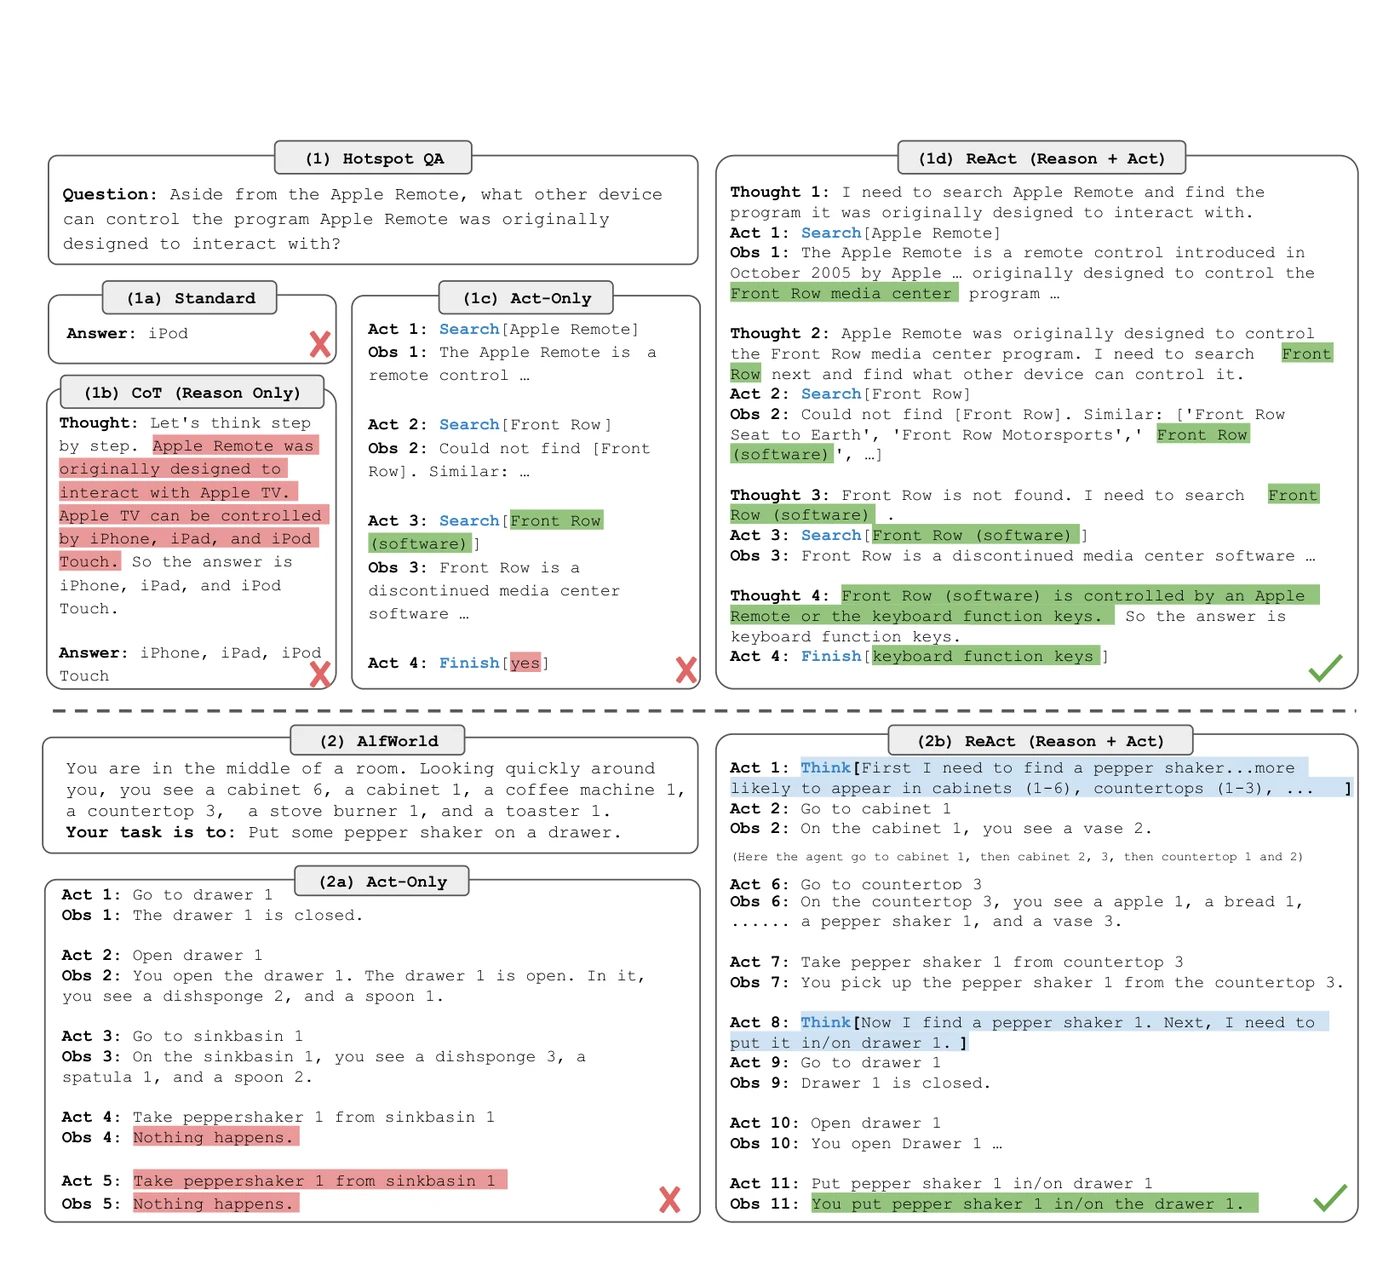 (1) Hotspot QA
Question: Aside from the Apple Remote, what other device
can control the program Apple Remote was originally
designed to interact with?
(1a) Standard
Answer: iPod
(1b) CoT (Reason Only)
Thought: Let's think step
by step. Apple Remote was
originally designed to
interact with Apple TV.
Apple TV can be controlled
by iPhone, iPad, and iPod
Touch. So the answer is
iPhone, iPad, and iPod
Touch.
Answer: iPhone, iPad, iPod
Touch
(1c) Act-Only
Act 1: Search[Apple Remote]
Obs 1: The Apple Remote is a
remote control …
Act 2: Search[Front Row]
Obs 2: Could not find [Front
Row]. Similar: …
Act 3: Search[Front Row
(software)]
Obs 3: Front Row is a
discontinued media center
software …
Act 4: Finish[yes]
(1d) ReAct (Reason + Act)
Thought 1: I need to search Apple Remote and find the
program it was originally designed to interact with.
Act 1: Search[Apple Remote]
Obs 1: The Apple Remote is a remote control introduced in
October 2005 by Apple … originally designed to control the
Front Row media center program …
Thought 2: Apple Remote was originally designed to control
the Front Row media center program. I need to search Front
Row next and find what other device can control it.
Act 2: Search[Front Row]
Obs 2: Could not find [Front Row]. Similar: ['Front Row
Seat to Earth', 'Front Row Motorsports',' Front Row
(software)', …]
Thought 3: Front Row is not found. I need to search Front
Row (software) .
Act 3: Search[Front Row (software)]
Obs 3: Front Row is a discontinued media center software …
Thought 4: Front Row (software) is controlled by an Apple
Remote or the keyboard function keys. So the answer is
keyboard function keys.
Act 4: Finish[keyboard function keys]
(2) AlfWorld
You are in the middle of a room. Looking quickly around
you, you see a cabinet 6, a cabinet 1, a coffee machine 1,
a countertop 3, a stove burner 1, and a toaster 1.
Your task is to: Put some pepper shaker on a drawer.
(2a) Act-Only
Act 1: Go to drawer 1
Obs 1: The drawer 1 is closed.
Act 2: Open drawer 1
Obs 2: You open the drawer 1. The drawer 1 is open. In it,
you see a dishsponge 2, and a spoon 1.
Act 3: Go to sinkbasin 1
Obs 3: On the sinkbasin 1, you see a dishsponge 3, a
spatula 1, and a spoon 2.
Act 4: Take peppershaker 1 from sinkbasin 1
Obs 4: Nothing happens.
Act 5: Take peppershaker 1 from sinkbasin 1
Obs 5: Nothing happens.
(2b) ReAct (Reason + Act)
Act 1: Think[First I need to find a pepper shaker...more
likely to appear in cabinets (1-6), countertops (1-3), ... ]
Act 2: Go to cabinet 1
Obs 2: On the cabinet 1, you see a vase 2.
(Here the agent go to cabinet 1, then cabinet 2, 3, then countertop 1 and 2)
Act 6: Go to countertop 3
Obs 6: On the countertop 3, you see a apple 1, a bread 1,
...... a pepper shaker 1, and a vase 3.
Act 7: Take pepper shaker 1 from countertop 3
Obs 7: You pick up the pepper shaker 1 from the countertop 3.
Act 8: Think[Now I find a pepper shaker 1. Next, I need to
put it in/on drawer 1. ]
Act 9: Go to drawer 1
Obs 9: Drawer 1 is closed.
Act 10: Open drawer 1
Obs 10: You open Drawer 1 …
Act 11: Put pepper shaker 1 in/on drawer 1
Obs 11: You put pepper shaker 1 in/on the drawer 1.